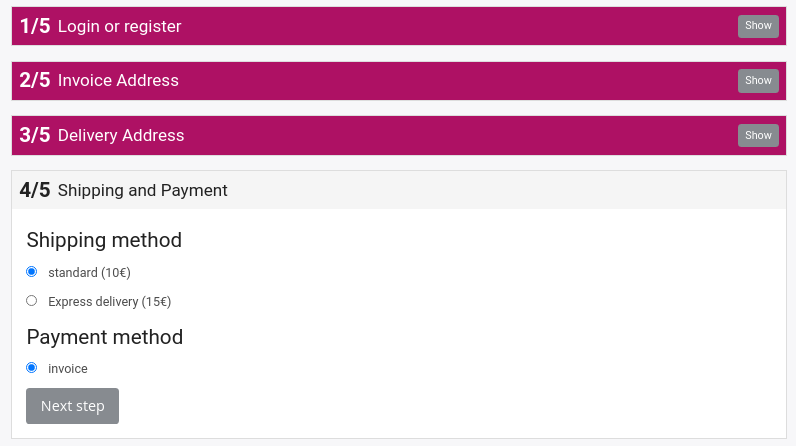 1/5 Login or register Show
2/5 Invoice Address Show
3/5 Delivery Address Show
4/5 Shipping and Payment
Shipping method
standard (10€)
Express delivery (15€)
Payment method
invoice
Next step